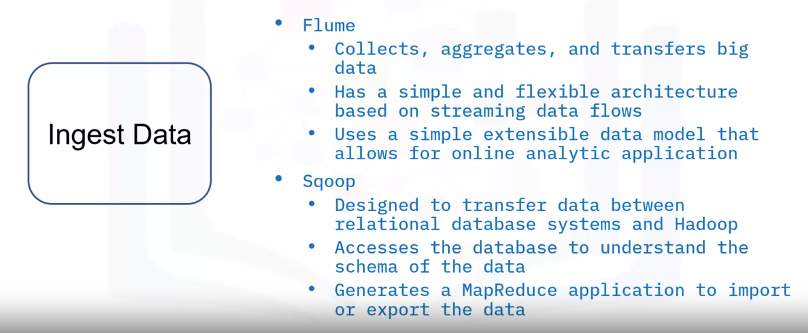 Ingest Data
• Flume
• Collects, aggregates, and transfers big
data
• Has a simple and flexible architecture
based on streaming data flows
• Uses a simple extensible data model that
allows for online analytic application
• Sqoop
• Designed to transfer data between
relational database systems and Hadoop
• Accesses the database to understand the
schema of the data
• Generates a MapReduce application to import
or export the data